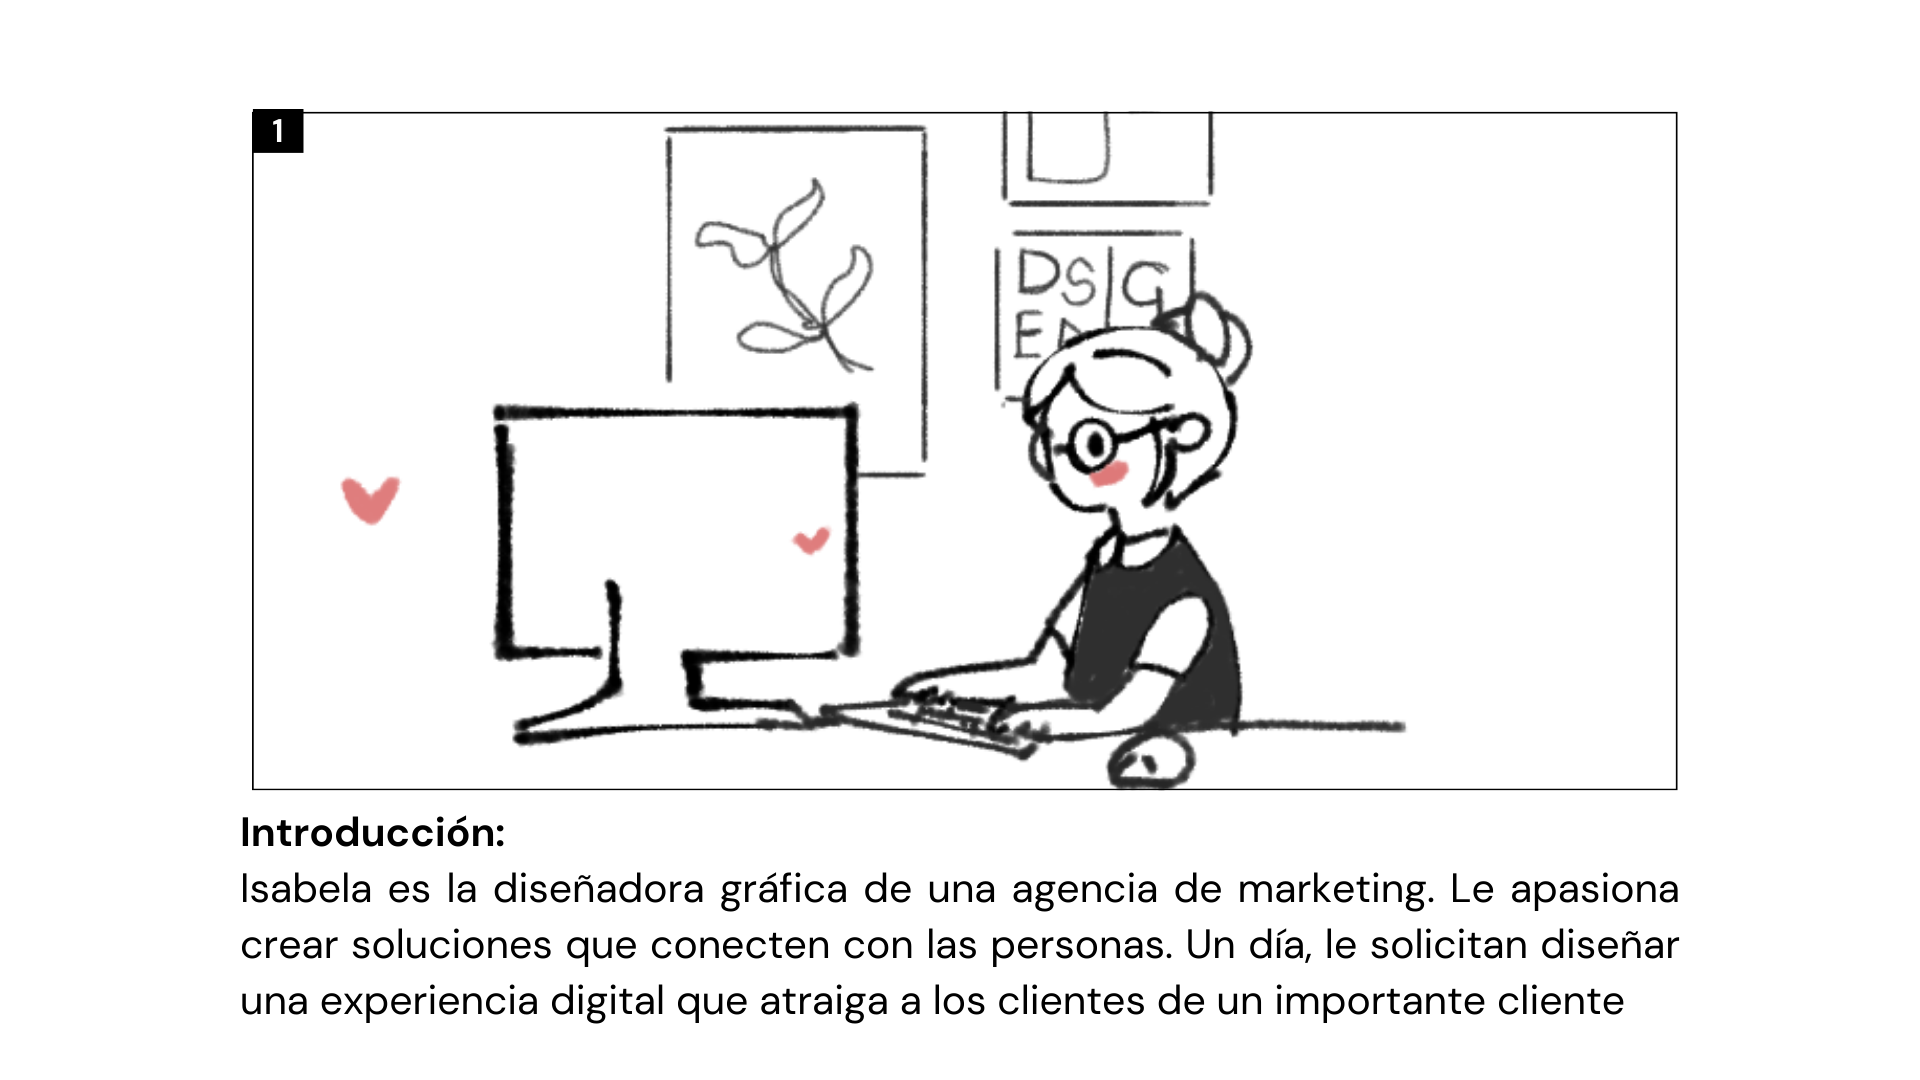 1
DS|G
E
Introducción:
Isabela es la diseñadora gráfica de una agencia de marketing. Le apasiona
crear soluciones que conecten con las personas. Un día, le solicitan diseñar
una experiencia digital que atraiga a los clientes de un importante cliente